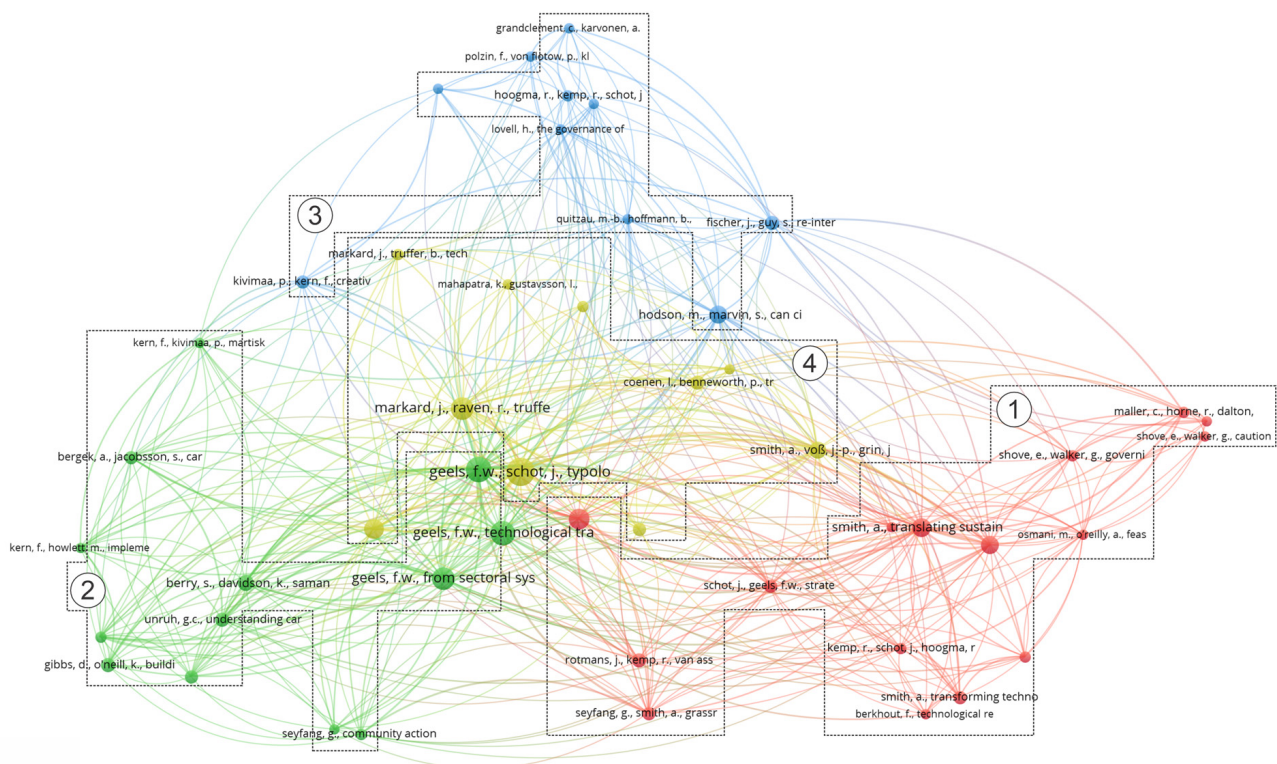 grandclement, c., karvonen, a.
polzin, f., von flotow, p., kl
hoogma, r., kemp, r., schot, j
lovell, h., the governance of
3
quitzau, m.-b., hoffmann, b.,
fischer, j., guy, s., re-inter
markard, j., truffer, b., tech
kivimaa, p., kern, f., creativ
mahapatra, k., gustavsson, l.,
hodson, m., marvin, s., can ci
kern, f., kivimaa, p., martisk
4
coenen, l., benneworth, p., tr
markard, j., raven, r., truffe
1
maller, c., horne, r., dalton,
shove, e., walker, g., caution
smith, a., voß, j.-p., grin, j
shove, e., walker, g., governi
bergek, a., jacobsson, s., car
geels, f.w., schot, j., typolo
smith, a., translating sustain
geels, f.w., technological tra
osmani, m., o'reilly, a., feas
kern, f., howlett, m., impleme
geels, f.w., from sectoral sys
berry, s., davidson, k., saman
schot, j., geels, f.w., strate
2
unruh, g.c., understanding car
kemp, r., schot, j., hoogma, r
rotmans, j., kemp, r., van ass
gibbs, d., o'neill, k., buildi
smith, a., transforming techno
seyfang, g., smith, a., grassr
berkhout, f., technological re
seyfang, g., community action